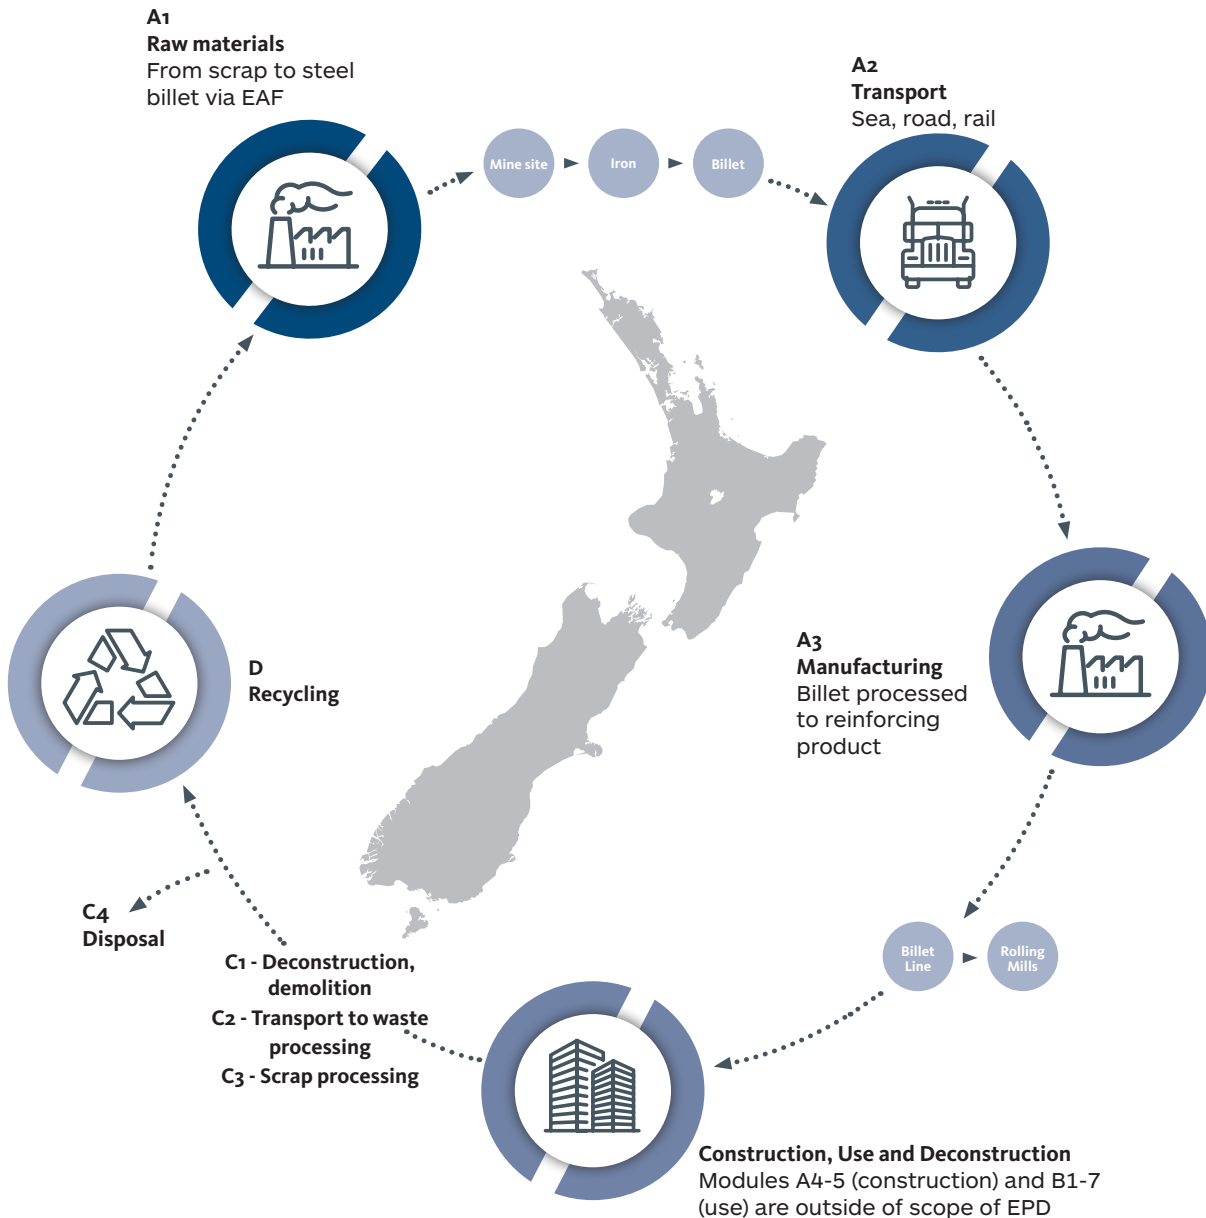 A1
Raw materials
From scrap to steel
billet via EAF
Mine site
Iron
Billet
A2
Transport
Sea, road, rail
A3
Manufacturing
Billet processed
to reinforcing
product
Billet
Line
Rolling
Mills
Construction, Use and Deconstruction
Modules A4-5 (construction) and B1-7
(use) are outside of scope of EPD
C1 - Deconstruction,
demolition
C2 - Transport to waste
processing
C3 - Scrap processing
C4
Disposal
D
Recycling